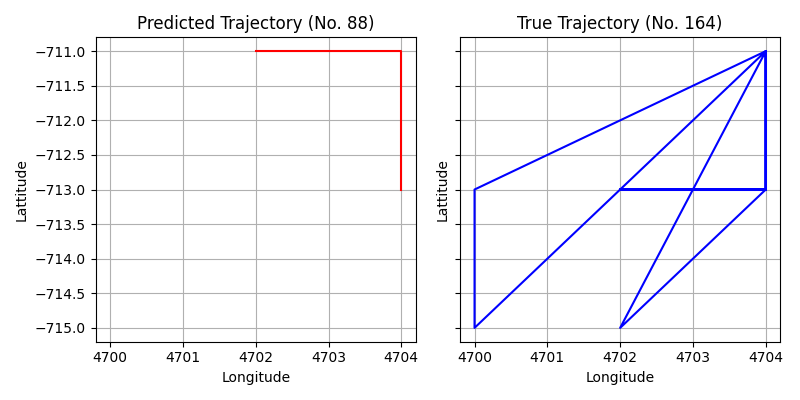 Predicted Trajectory (No. 88)
True Trajectory (No. 164)
Lattitude
−711.0
−711.5
−712.0
−712.5
−713.0
−713.5
−714.0
−714.5
−715.0
4700 4701 4702 4703 4704
Longitude
Lattitude
4700 4701 4702 4703 4704
Longitude